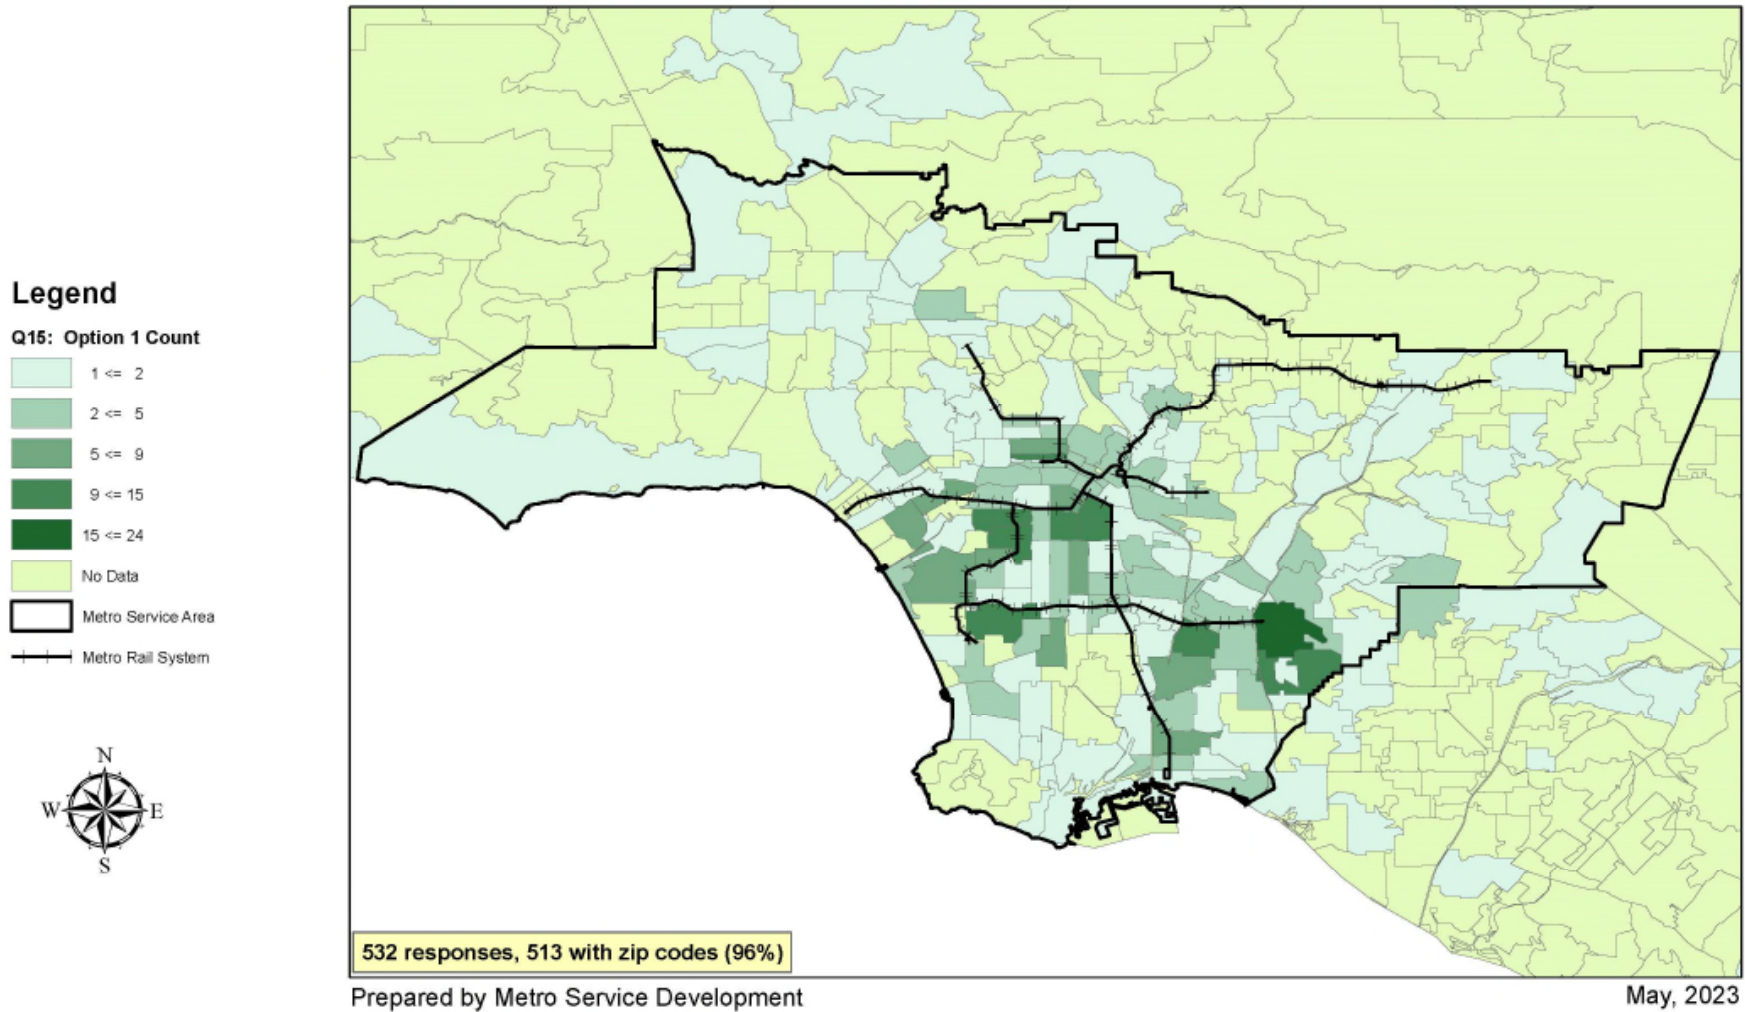 Legend
Q15: Option 1 Count
1 <= 2
2 <= 5
5 <= 9
9 <= 15
15 <= 24
No Data
Metro Service Area
Metro Rail System
N
W E
S
532 responses, 513 with zip codes (96%)
Prepared by Metro Service Development
May, 2023